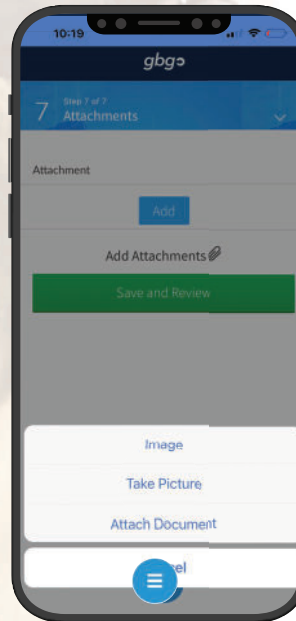 10:19
gbgo
7 Step 7 of 7
Attachments
Attachment
Add
Add Attachments
Save and Review
Image
Take Picture
Attach Document